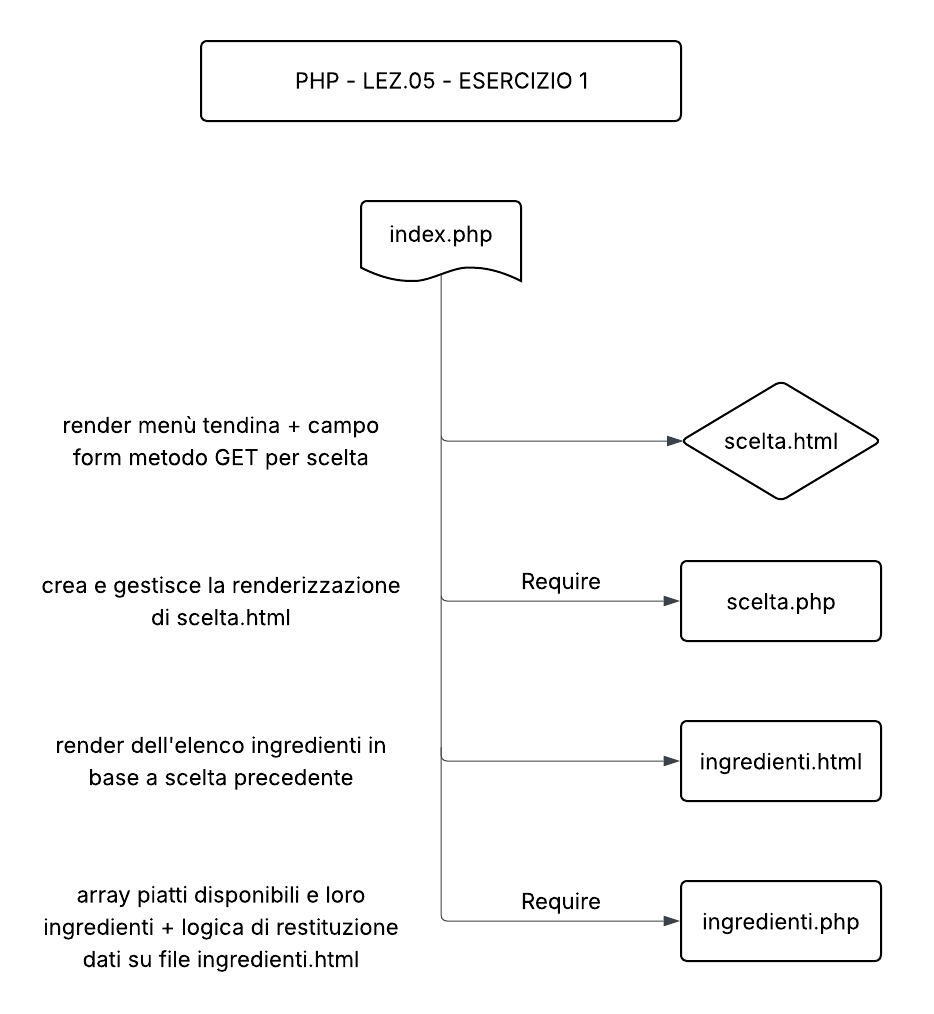 PHP - LEZ.05 - ESERCIZIO 1
index.php
render menù tendina + campo
form metodo GET per scelta
scelta.html
crea e gestisce la renderizzazione
di scelta.html
Require
scelta.php
render dell'elenco ingredienti in
base a scelta precedente
ingredienti.html
array piatti disponibili e loro
ingredienti + logica di restituzione
dati su file ingredienti.html
Require
ingredienti.php